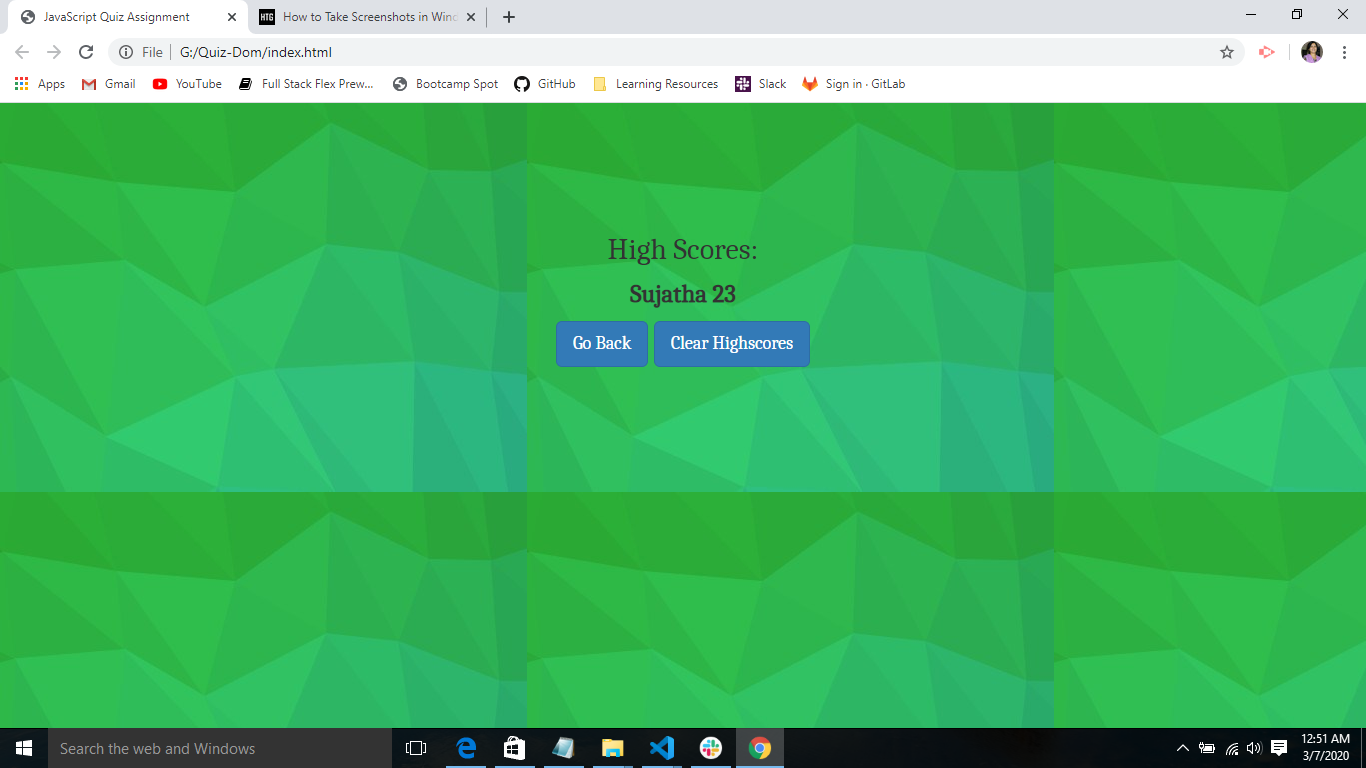 JavaScript Quiz Assignment
HTG How to Take Screenshots in Wind
File G:/Quiz-Dom/index.html
Apps Gmail YouTube Full Stack Flex Prew... Bootcamp Spot GitHub Learning Resources Slack Sign in · GitLab
High Scores:
Sujatha 23
Go Back Clear Highscores
Search the web and Windows
12:51 AM
3/7/2020